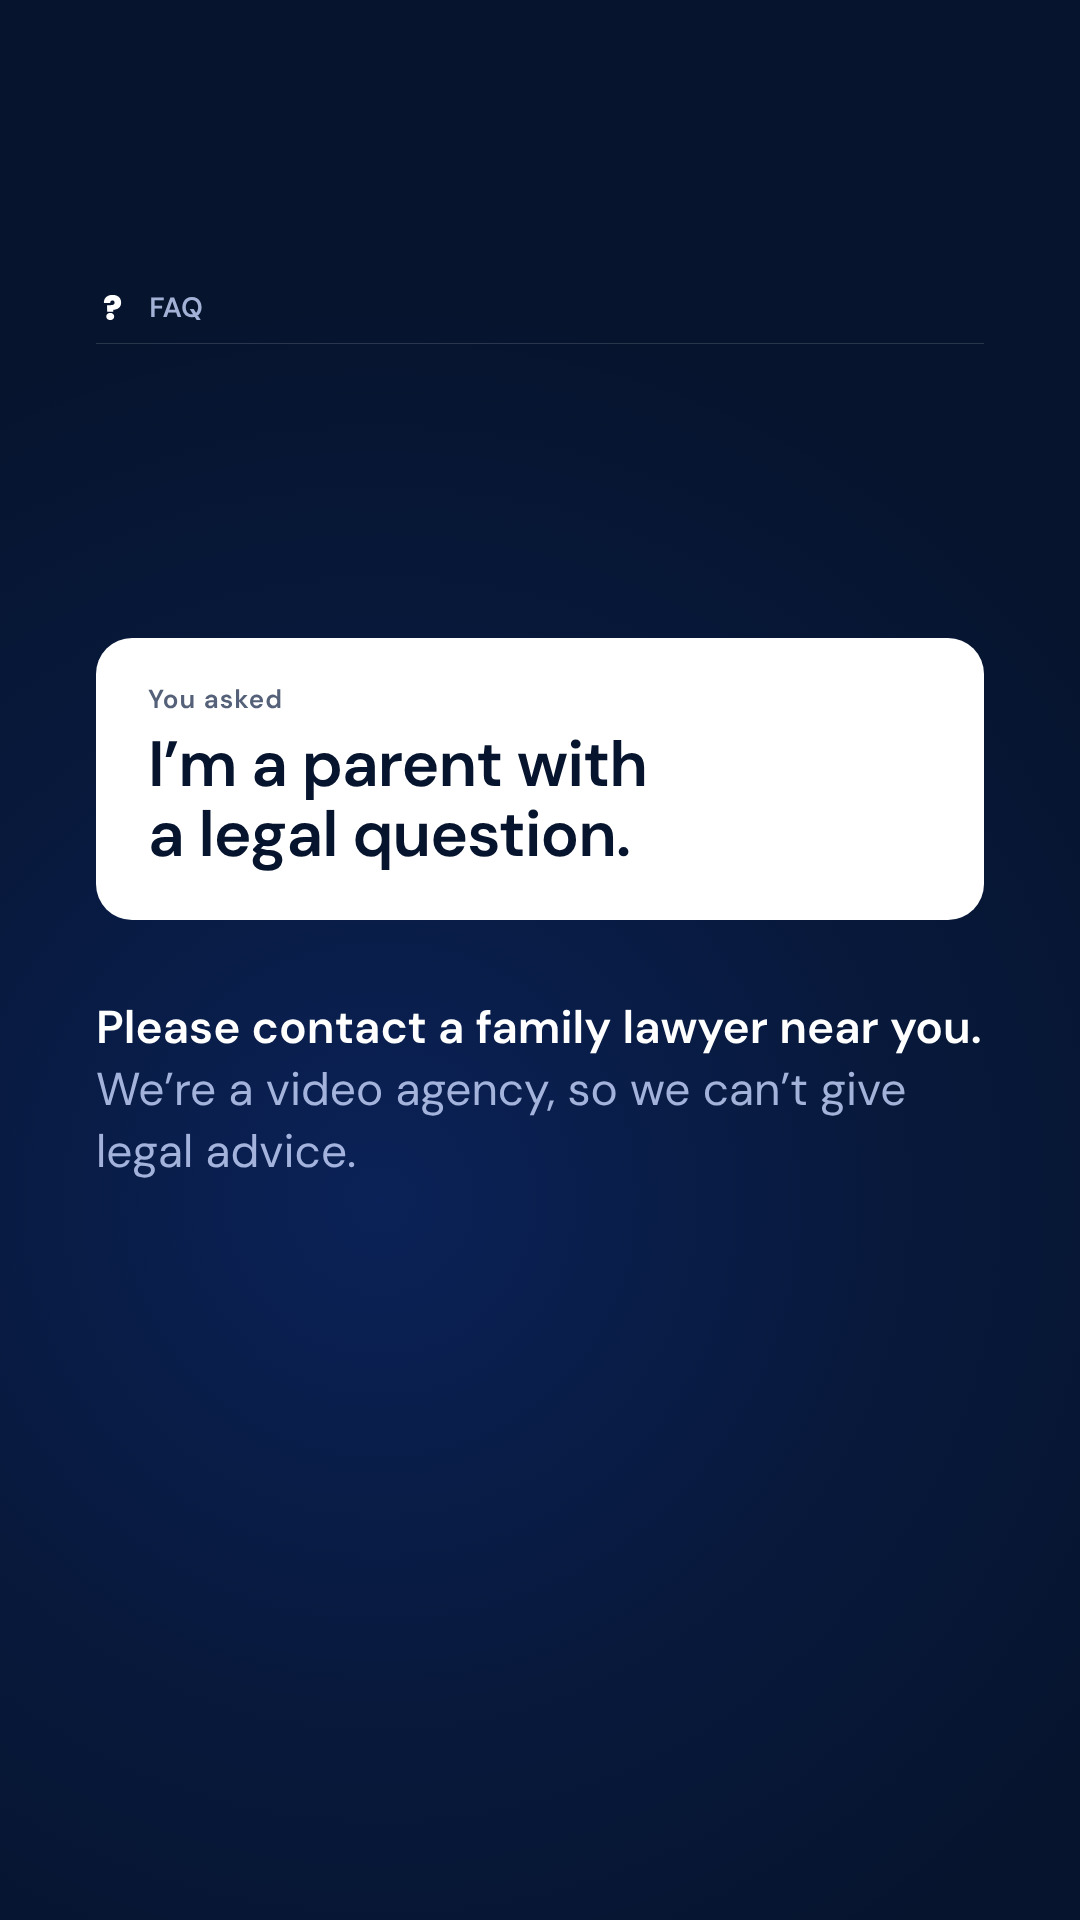 ? FAQ
You asked
I’m a parent with
a legal question.
Please contact a family lawyer near you.
We’re a video agency, so we can’t give
legal advice.